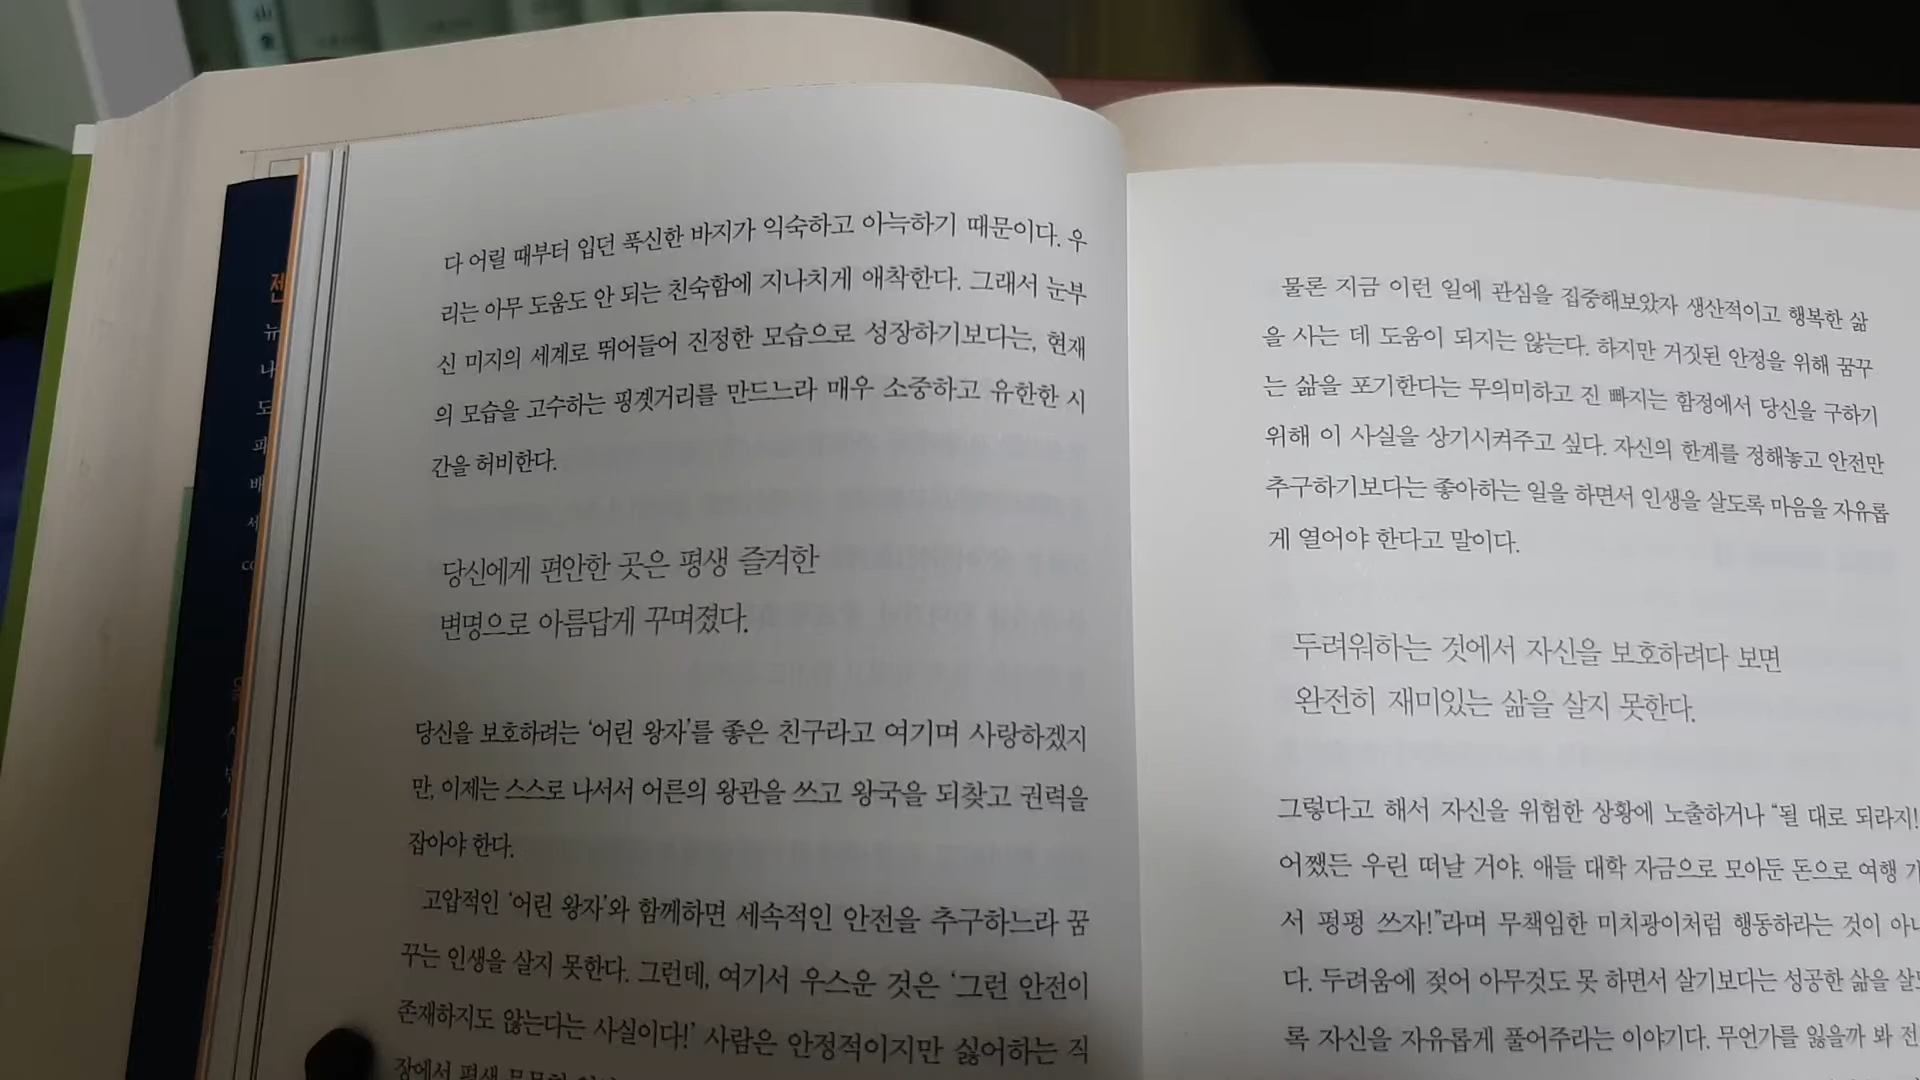 다 어릴 때부터 입던 푹신한 바지가 익숙하고 아늑하기 때문이다. 우
리는 아무 도움도 안 되는 친숙함에 지나치게 애착한다. 그래서 눈부
신 미지의 세계로 뛰어들어 진정한 모습으로 성장하기보다는, 현재
의 모습을 고수하는 핑곗거리를 만드느라 매우 소중하고 유한한 시
간을 허비한다.
당신에게 편안한 곳은 평생 즐겨한
변명으로 아름답게 꾸며졌다.
당신을 보호하려는 ‘어린 왕자’를 좋은 친구라고 여기며 사랑하겠지
만, 이제는 스스로 나서서 어른의 왕관을 쓰고 왕국을 되찾고 권력을
잡아야 한다.
고압적인 ‘어린 왕자’와 함께하면 세속적인 안전을 추구하느라 꿈
꾸는 인생을 살지 못한다. 그런데, 여기서 우스운 것은 ‘그런 안전이
존재하지도 않는다는 사실이다!’ 사람은 안정적이지만 싫어하는 직
장에서 평생
물론 지금 이런 일에 관심을 집중해보았자 생산적이고 행복한 삶
을 사는 데 도움이 되지는 않는다. 하지만 거짓된 안정을 위해 꿈꾸
는 삶을 포기한다는 무의미하고 진 빠지는 함정에서 당신을 구하기
위해 이 사실을 상기시켜주고 싶다. 자신의 한계를 정해놓고 안전만
추구하기보다는 좋아하는 일을 하면서 인생을 살도록 마음을 자유롭
게 열어야 한다고 말이다.
두려워하는 것에서 자신을 보호하려다 보면
완전히 재미있는 삶을 살지 못한다.
그렇다고 해서 자신을 위험한 상황에 노출하거나 “될 대로 되라지!
어쨌든 우린 떠날 거야. 애들 대학 자금으로 모아둔 돈으로 여행 가
서 펑펑 쓰자!”라며 무책임한 미치광이처럼 행동하라는 것이 아니
다. 두려움에 젖어 아무것도 못 하면서 살기보다는 성공한 삶을 살도
록 자신을 자유롭게 풀어주라는 이야기다. 무언가를 잃을까 봐 전